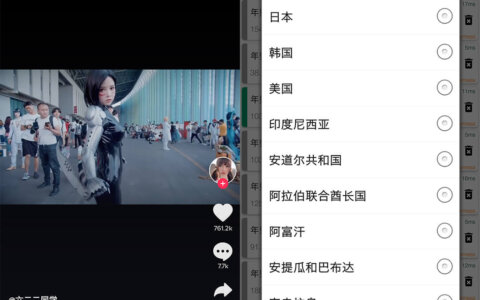 761.2k
7.7k
日本
韩国
美国
印度尼西亚
安道尔共和国
阿拉伯联合酋长国
阿富汗
安提瓜和巴布达